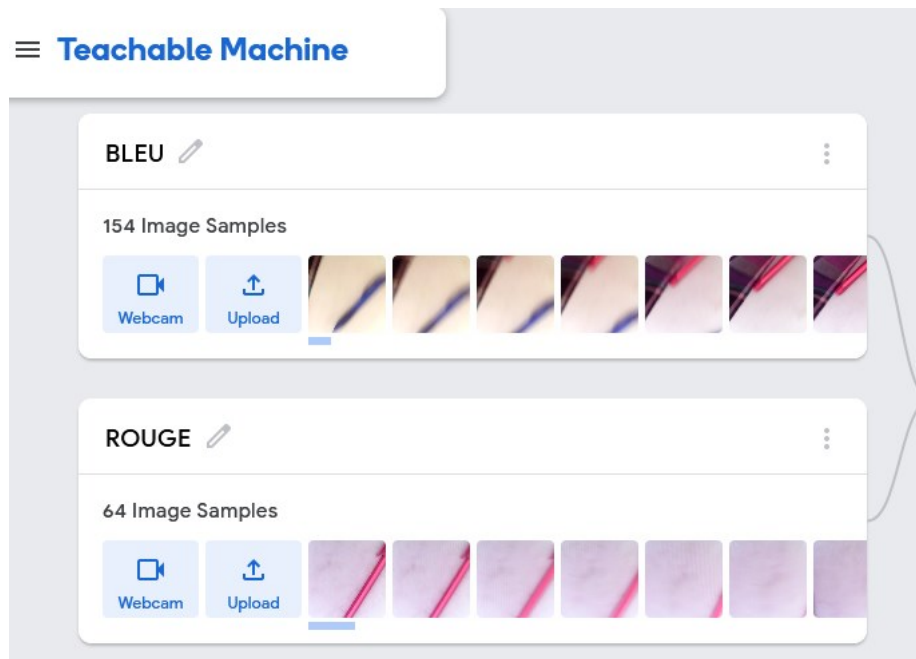 Teachable Machine
BLEU
154 Image Samples
Webcam
Upload
ROUGE
64 Image Samples
Webcam
Upload